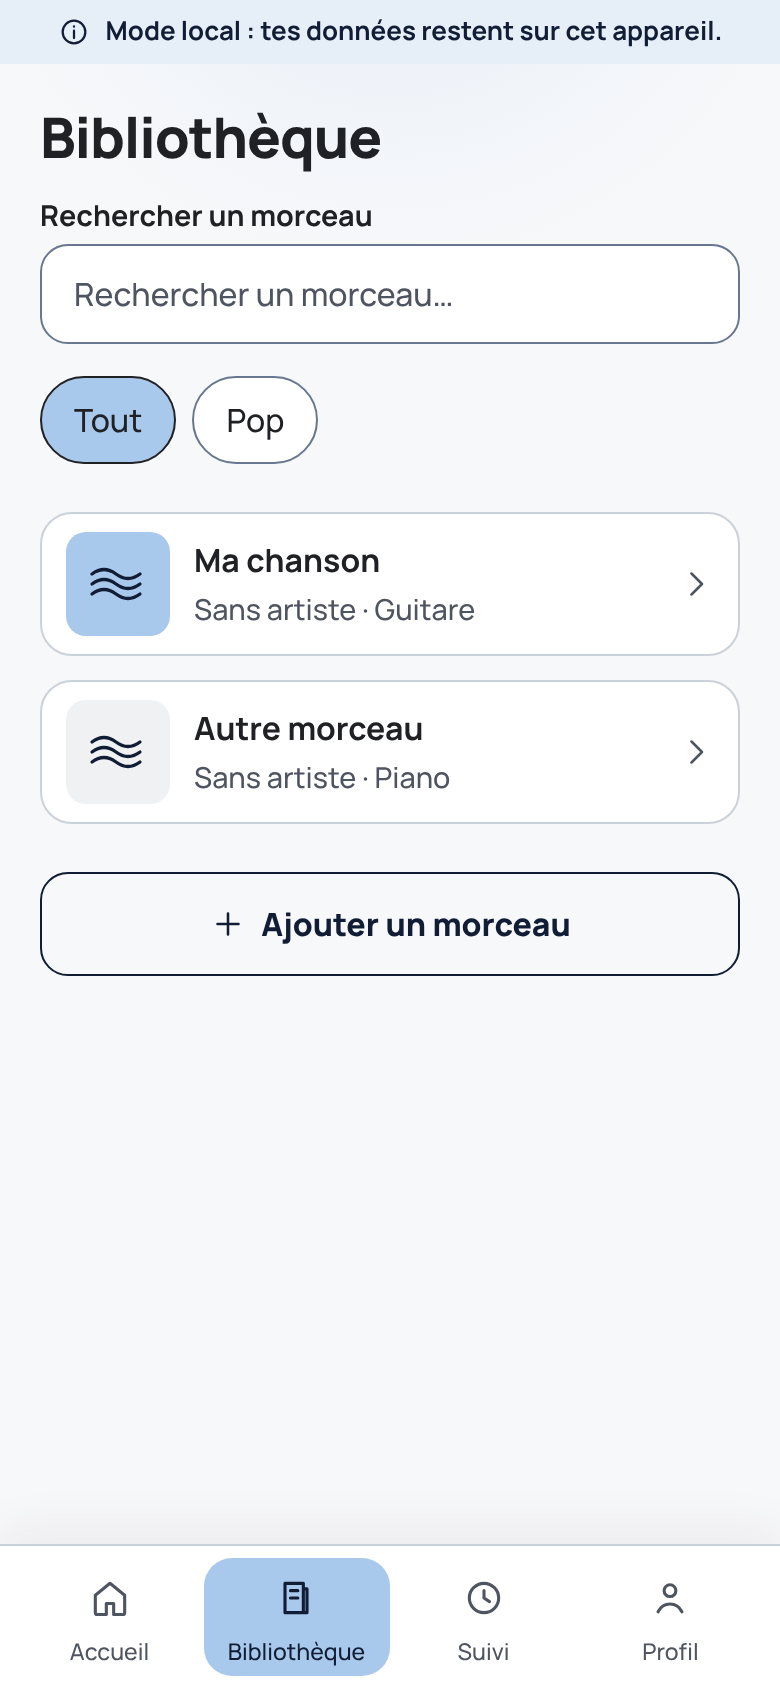 Mode local : tes données restent sur cet appareil.
Bibliothèque
Rechercher un morceau
Rechercher un morceau…
Tout
Pop
Ma chanson
Sans artiste · Guitare
Autre morceau
Sans artiste · Piano
Ajouter un morceau
Accueil
Bibliothèque
Suivi
Profil